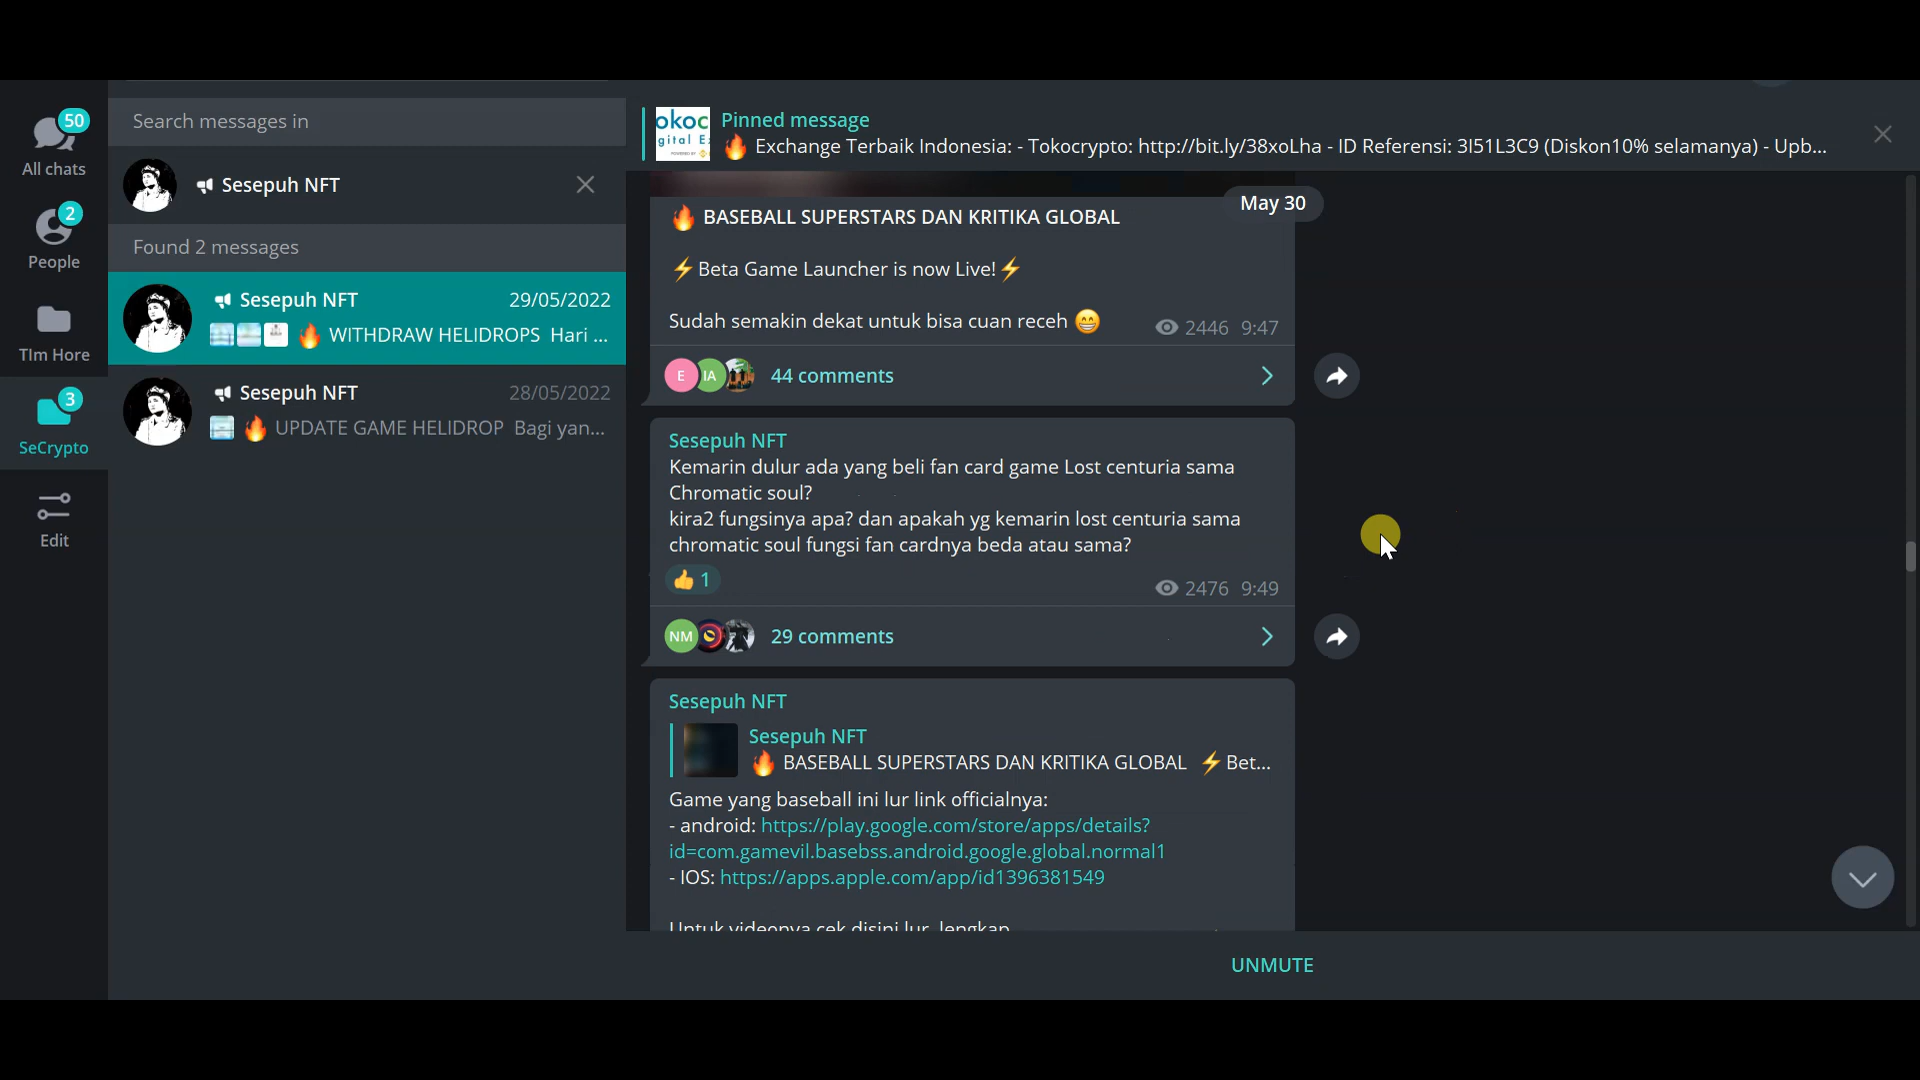 50
All chats
2
People
TIm Hore
3
SeCrypto
Edit
Search messages in
Sesepuh NFT
Found 2 messages
Sesepuh NFT 29/05/2022
🔥 WITHDRAW HELIDROPS Hari ...
Sesepuh NFT 28/05/2022
🔥 UPDATE GAME HELIDROP Bagi yan...
okoc
gital E
Pinned message
🔥 Exchange Terbaik Indonesia: - Tokocrypto: http://bit.ly/38xoLha - ID Referensi: 3I51L3C9 (Diskon10% selamanya) - Upb...
May 30
🔥 BASEBALL SUPERSTARS DAN KRITIKA GLOBAL
⚡Beta Game Launcher is now Live!⚡
Sudah semakin dekat untuk bisa cuan receh 😁 2446 9:47
E IA 44 comments
Sesepuh NFT
Kemarin dulur ada yang beli fan card game Lost centuria sama
Chromatic soul?
kira2 fungsinya apa? dan apakah yg kemarin lost centuria sama
chromatic soul fungsi fan cardnya beda atau sama?
👍 1 2476 9:49
NM 29 comments
Sesepuh NFT
Sesepuh NFT
🔥 BASEBALL SUPERSTARS DAN KRITIKA GLOBAL ⚡Bet...
Game yang baseball ini lur link officialnya:
- android: https://play.google.com/store/apps/details?
id=com.gamevil.basebss.android.google.global.normal1
- IOS: https://apps.apple.com/app/id1396381549
Untuk videonya cek disini lur, lengkap
UNMUTE